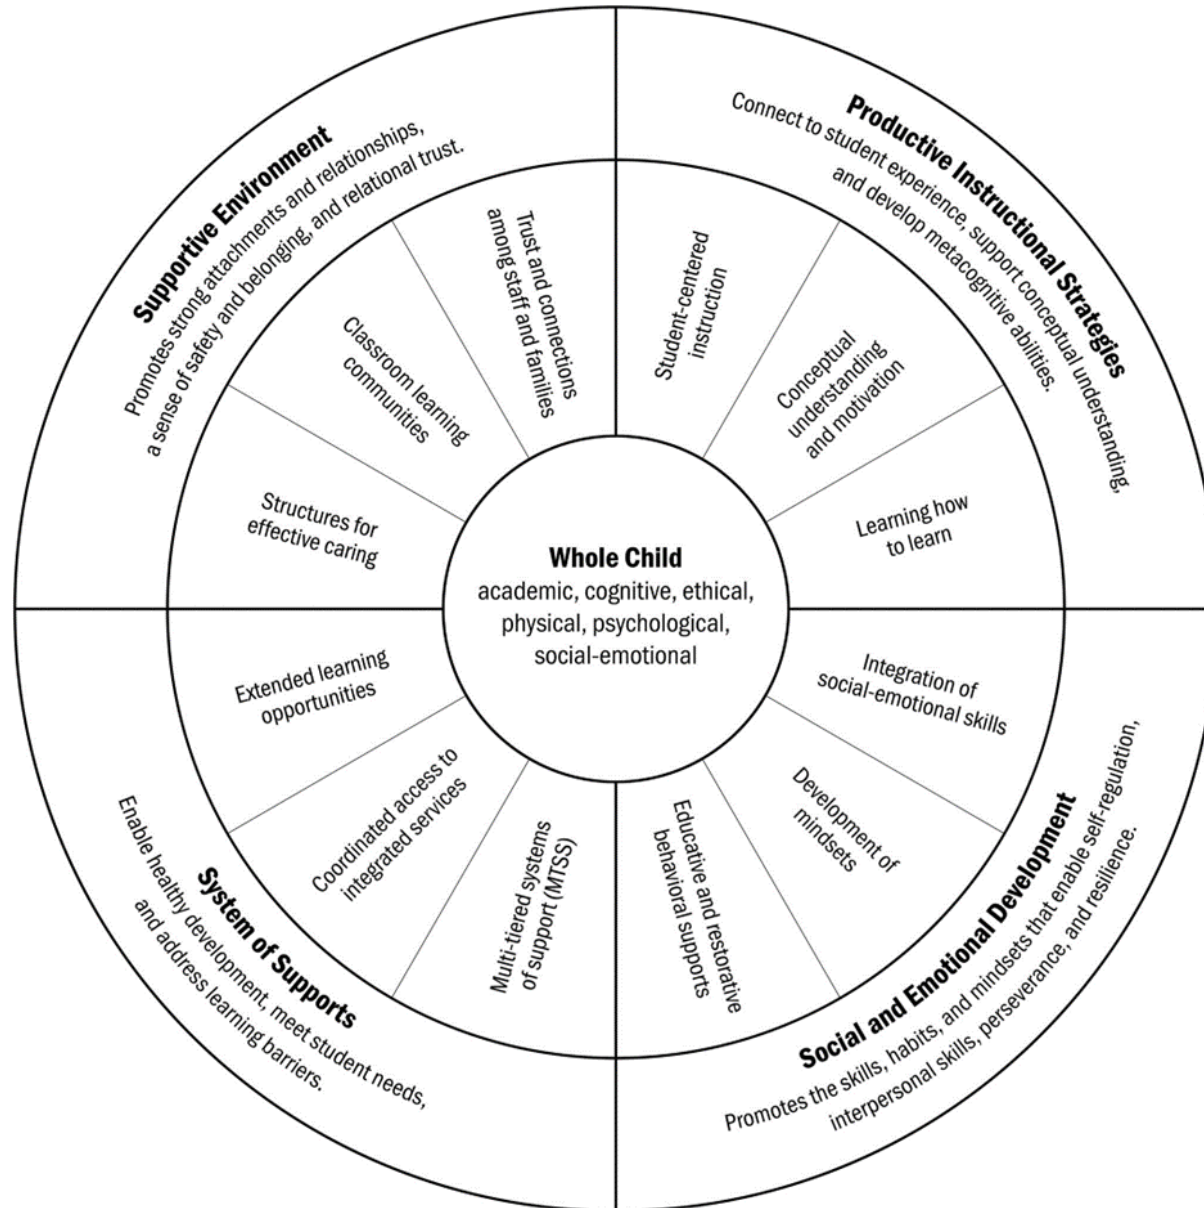 Supportive Environment
Promotes strong attachments and relationships,
a sense of safety and belonging, and relational trust.
Productive Instructional Strategies
Connect to student experience, support conceptual understanding,
and develop metacognitive abilities.
Trust and connections
among staff and families
Classroom learning
communities
Structures for
effective caring
Student-centered
instruction
Conceptual
understanding
and motivation
Learning how
to learn
Whole Child
academic, cognitive, ethical,
physical, psychological,
social-emotional
Extended learning
opportunities
Coordinated access to
integrated services
Multi-tiered systems
of support (MTSS)
Integration of
social-emotional skills
Development of
mindsets
Educative and restorative
behavioral supports
System of Supports
Enable healthy development, meet student needs,
and address learning barriers.
Social and Emotional Development
Promotes the skills, habits, and mindsets that enable self-regulation,
interpersonal skills, perseverance, and resilience.